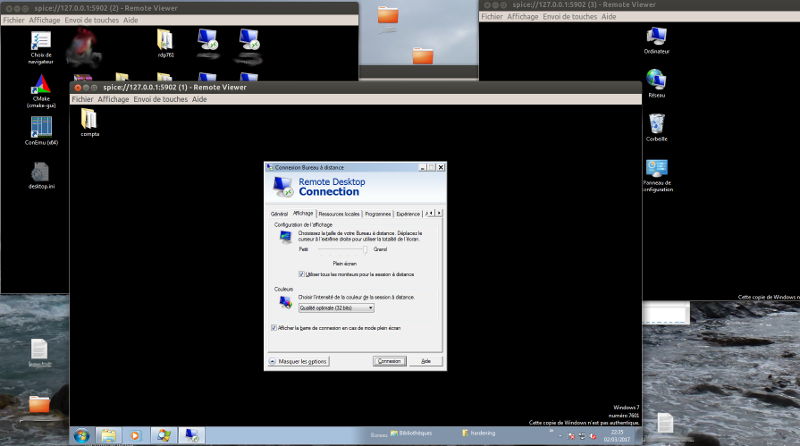 spice://127.0.0.1:5902 (2) - Remote Viewer
Fichier Affichage Envoi de touches Aide
Choix de navigateur
rdp761
CMake (cmake-gui)
ConEmu (x64)
desktop.ini
spice://127.0.0.1:5902 (3) - Remote Viewer
Fichier Affichage Envoi de touches Aide
Ordinateur
Réseau
Corbeille
Panneau de configuration
Cette copie de Windows n
spice://127.0.0.1:5902 (1) - Remote Viewer
Fichier Affichage Envoi de touches Aide
compta
Connexion Bureau à distance
Remote Desktop
Connection
Général Affichage Ressources locales Programmes Expérience
Configuration de l'affichage
Choisissez la taille de votre Bureau à distance. Déplacez le
curseur à l'extrême droite pour utiliser la totalité de l'écran.
Petit Grand
Plein écran
Utiliser tous les moniteurs pour la session à distance
Couleurs
Choisir l'intensité de la couleur de la session à distance.
Qualité optimale (32 bits)
Afficher la barre de connexion en cas de mode plein écran
Masquer les options Connexion Aide
Windows 7
numéro 7601
Cette copie de Windows n'est pas authentique.
Bureau Bibliothèques hardening
22:15
02/03/2017